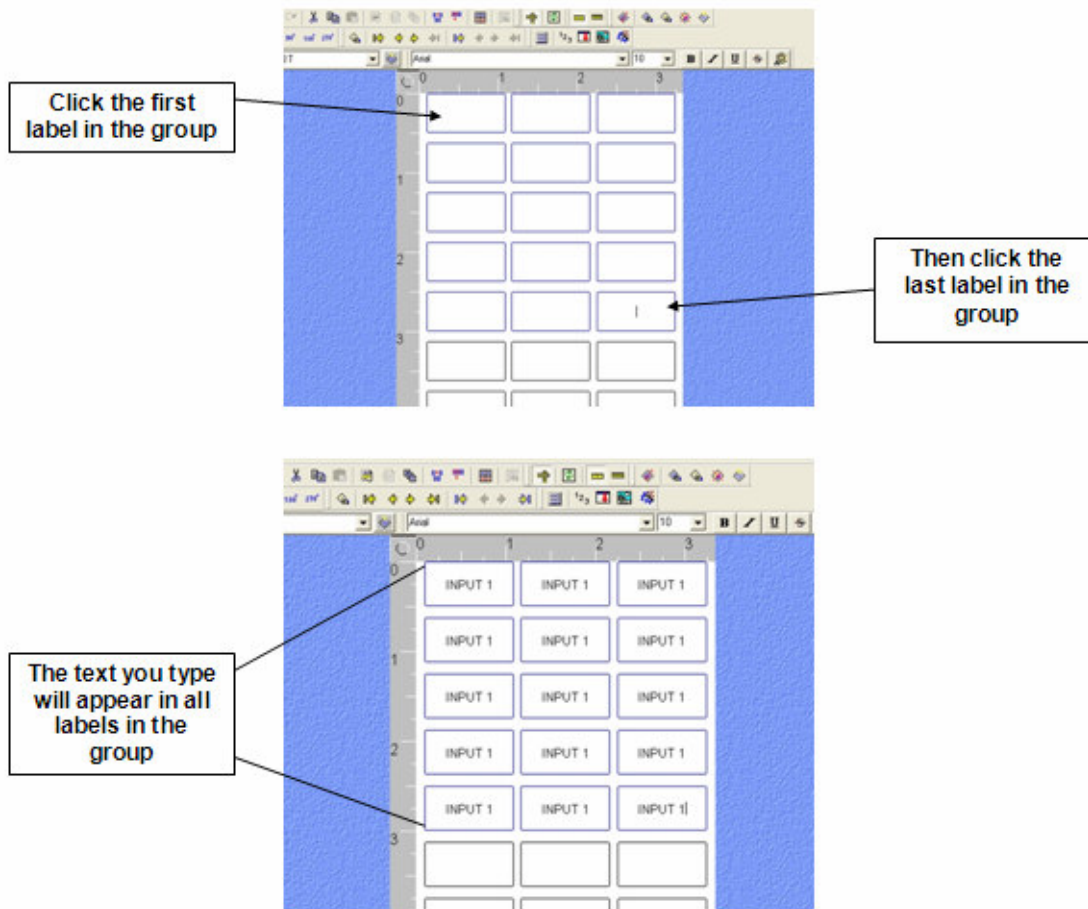 Arial 10 B I U S
0 1 2 3
Click the first
label in the group
0
1
2
Then click the
last label in the
group
3
Arial 10 B I U S
0 1 2 3
0
INPUT 1 INPUT 1 INPUT 1
INPUT 1 INPUT 1 INPUT 1
1
The text you type
will appear in all
labels in the
group
INPUT 1 INPUT 1 INPUT 1
2
INPUT 1 INPUT 1 INPUT 1
INPUT 1 INPUT 1 INPUT 1
3